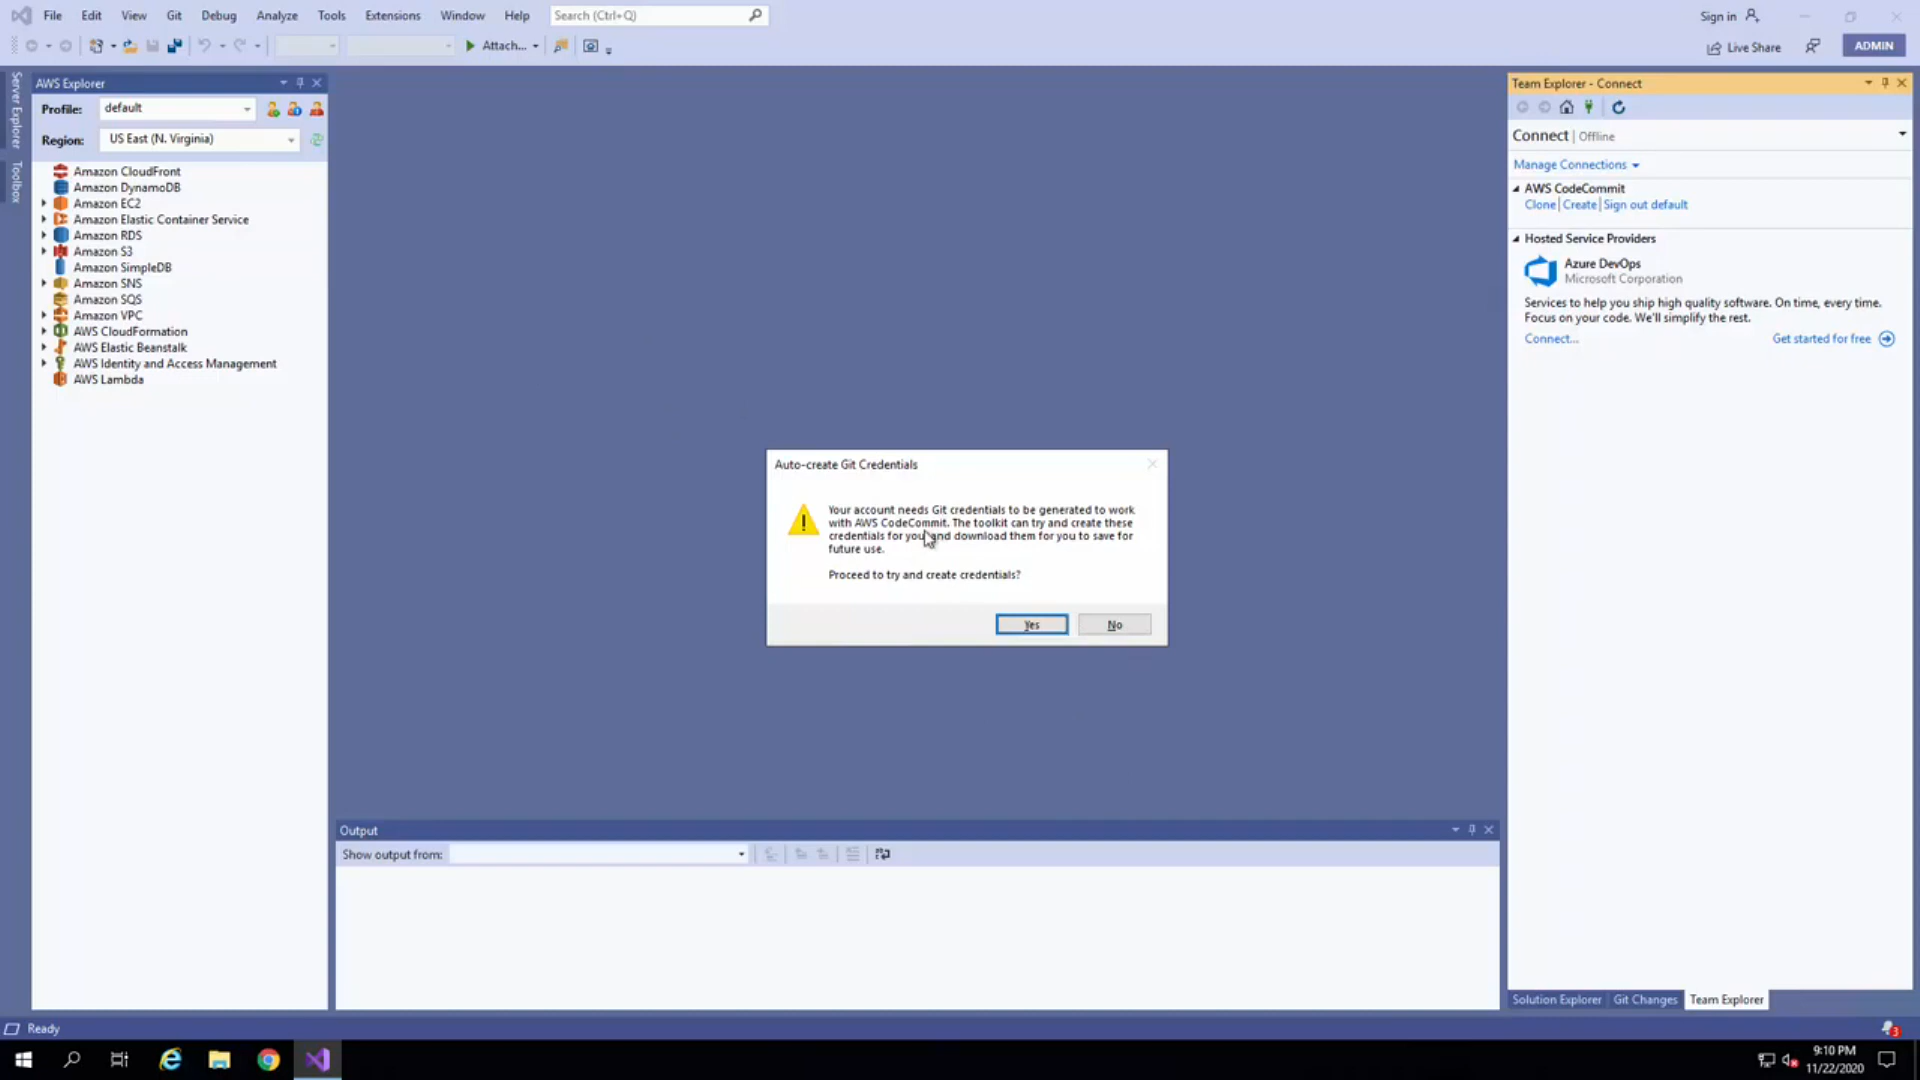 File Edit View Git Debug Analyze Tools Extensions Window Help Search (Ctrl+Q) Sign in
Attach... Live Share ADMIN
Server Explorer
Toolbox
AWS Explorer
Profile: default
Region: US East (N. Virginia)
Amazon CloudFront
Amazon DynamoDB
Amazon EC2
Amazon Elastic Container Service
Amazon RDS
Amazon S3
Amazon SimpleDB
Amazon SNS
Amazon SQS
Amazon VPC
AWS CloudFormation
AWS Elastic Beanstalk
AWS Identity and Access Management
AWS Lambda
Auto-create Git Credentials
Your account needs Git credentials to be generated to work
with AWS CodeCommit. The toolkit can try and create these
credentials for you and download them for you to save for
future use.
Proceed to try and create credentials?
Yes No
Output
Show output from:
Team Explorer - Connect
Connect | Offline
Manage Connections
AWS CodeCommit
Clone | Create | Sign out default
Hosted Service Providers
Azure DevOps
Microsoft Corporation
Services to help you ship high quality software. On time, every time.
Focus on your code. We'll simplify the rest.
Connect... Get started for free
Solution Explorer Git Changes Team Explorer
Ready 3
9:10 PM
11/22/2020